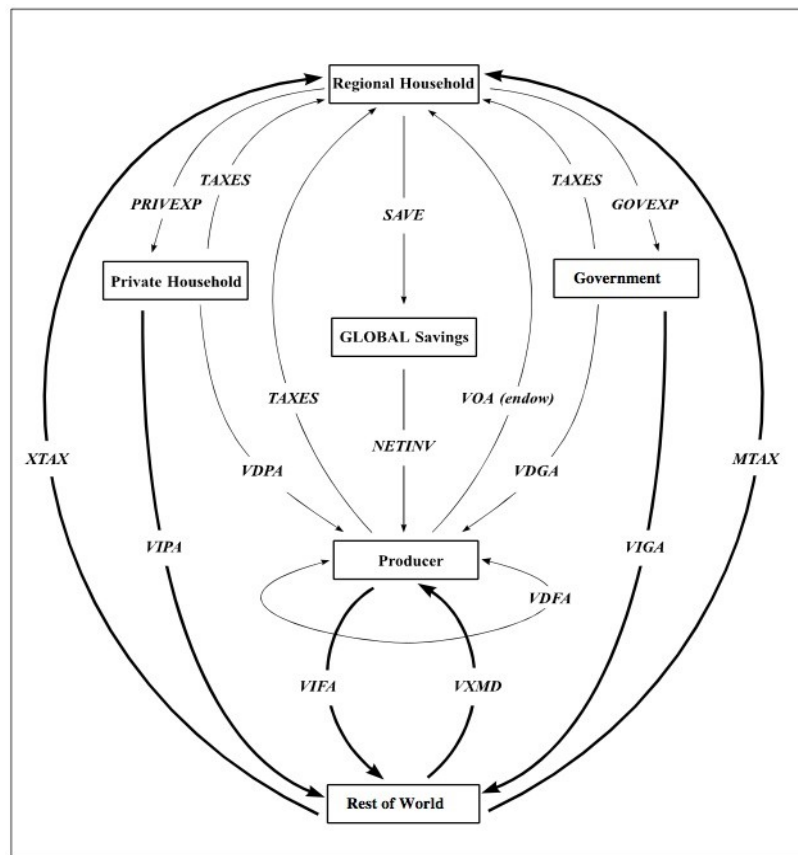 Regional Household
TAXES
TAXES
PRIVEXP
GOVEXP
SAVE
Private Household
Government
GLOBAL Savings
TAXES
VOA (endow)
NETINV
XTAX
VDPA
VDGA
MTAX
VIPA
VIGA
Producer
VDFA
VIFA
VXMD
Rest of World